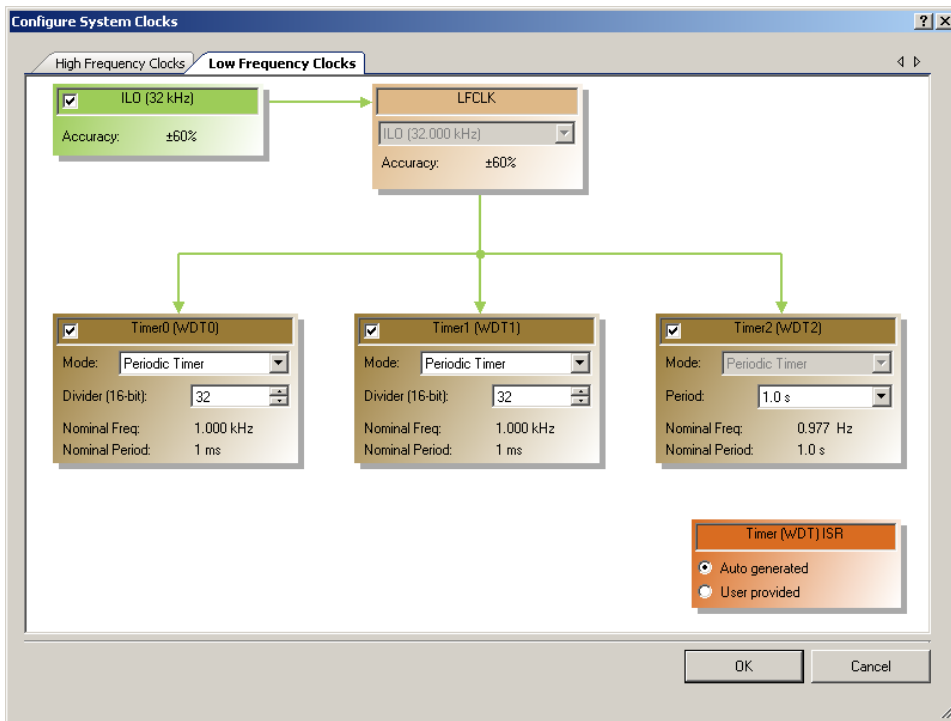 Configure System Clocks
High Frequency Clocks
Low Frequency Clocks
ILO (32 kHz)
Accuracy: ±60%
LFCLK
ILO (32.000 kHz)
Accuracy: ±60%
Timer0 (WDT0)
Mode: Periodic Timer
Divider (16-bit): 32
Nominal Freq: 1.000 kHz
Nominal Period: 1 ms
Timer1 (WDT1)
Mode: Periodic Timer
Divider (16-bit): 32
Nominal Freq: 1.000 kHz
Nominal Period: 1 ms
Timer2 (WDT2)
Mode: Periodic Timer
Period: 1.0 s
Nominal Freq: 0.977 Hz
Nominal Period: 1.0 s
Timer (WDT) ISR
Auto generated
User provided
OK
Cancel